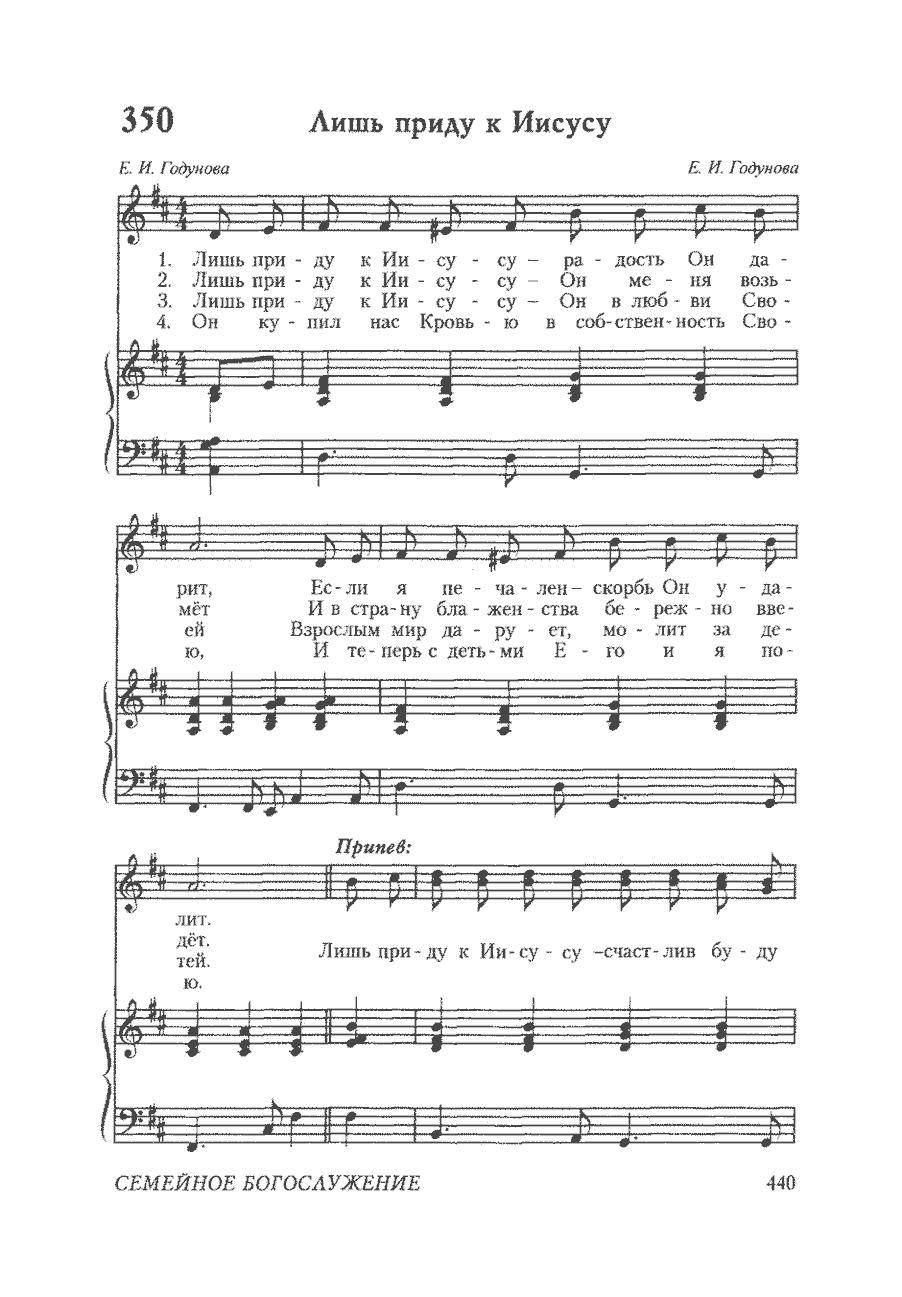 350 Лишь приду к Иисусу
Е. И. Годунова Е. И. Годунова
1. Лишь при - ду к Ии - су - су – ра - дость Он да -
2. Лишь при - ду к Ии - су - су – Он ме - ня возь -
3. Лишь при - ду к Ии - су - су – Он в люб - ви Сво -
4. Он ку - пил нас Кровь - ю в соб-ствен-ность Сво -
рит, Ес-ли я пе - ча - лен– скорбь Он у - да -
мёт И в стра-ну бла - жен - ства бе - реж - но вве-
ей Взрослым мир да - ру - ет, мо - лит за де -
ю, И те- перь с деть-ми Е - го и я по-
Припев:
лит.
дёт.
тей.
ю.
Лишь при- ду к Ии- су - су –счаст- лив бу - ду
СЕМЕЙНОЕ БОГОСЛУЖЕНИЕ 440